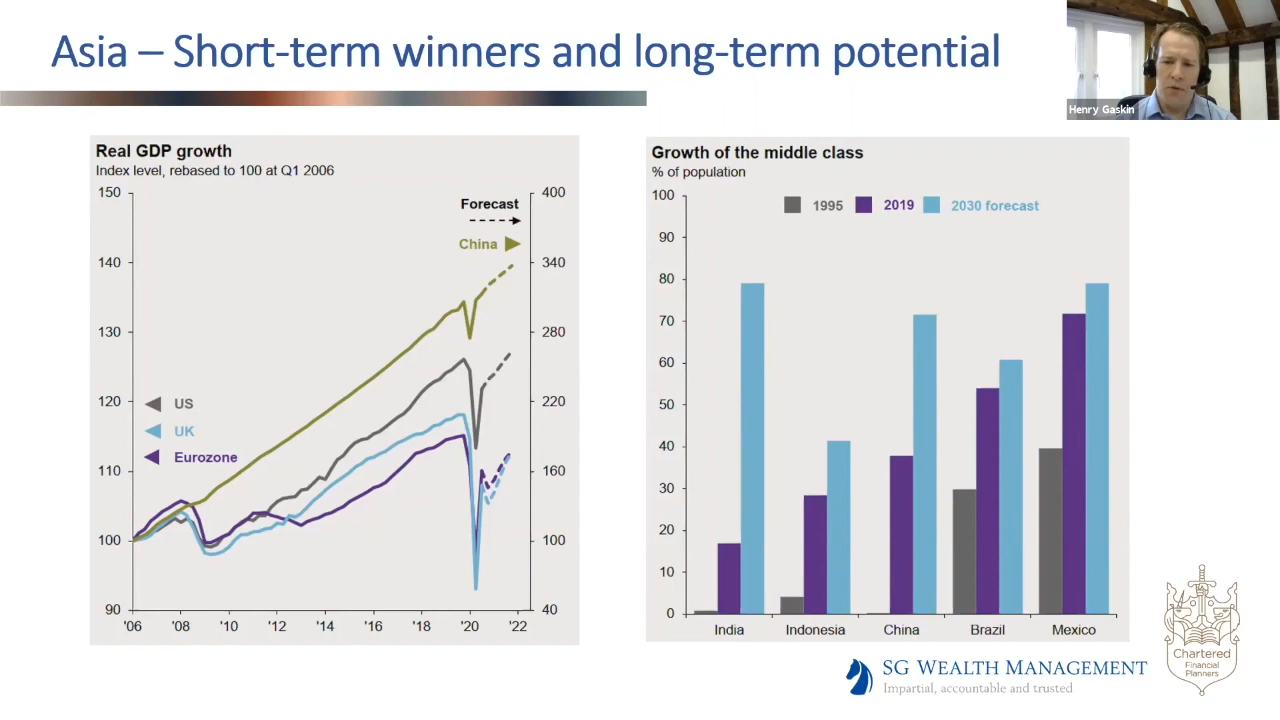 Asia – Short-term winners and long-term potential
Henry Gaskin
Real GDP growth
Index level, rebased to 100 at Q1 2006
150
140
130
120
110
100
90
400
340
280
220
160
100
40
Forecast
China
US
UK
Eurozone
'06 '08 '10 '12 '14 '16 '18 '20 '22
Growth of the middle class
% of population
1995 2019 2030 forecast
100
90
80
70
60
50
40
30
20
10
0
India Indonesia China Brazil Mexico
SG WEALTH MANAGEMENT
Impartial, accountable and trusted
Chartered
Financial
Planners